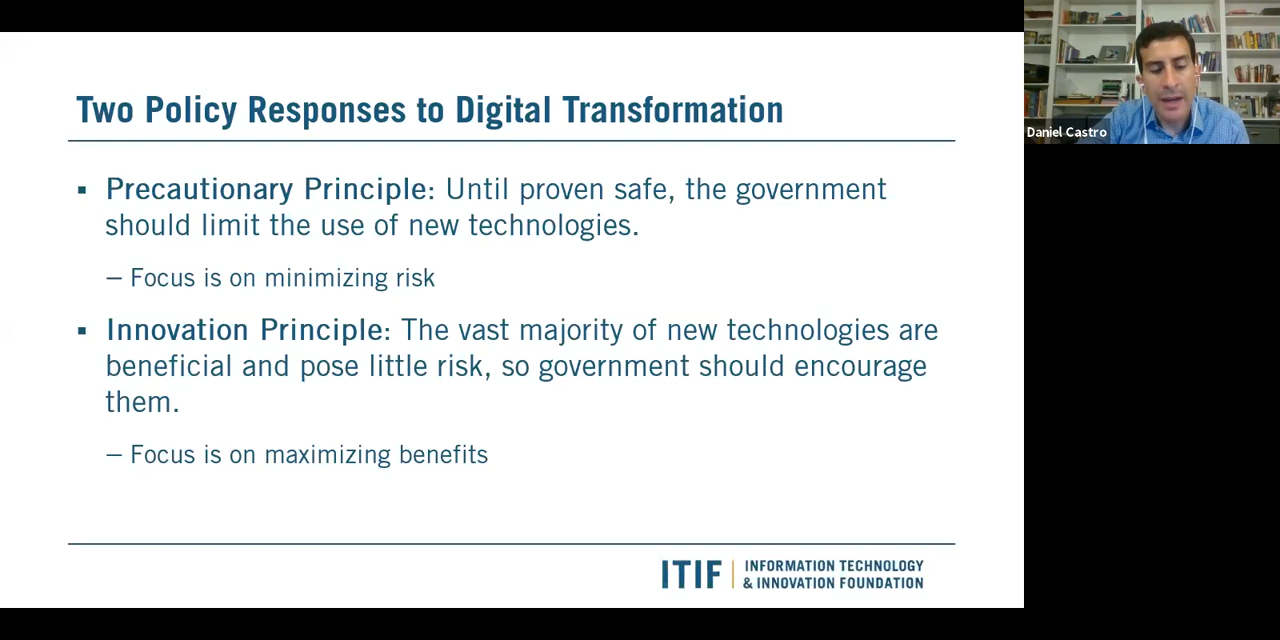 Two Policy Responses to Digital Transformation
▪ Precautionary Principle: Until proven safe, the government
should limit the use of new technologies.
– Focus is on minimizing risk
▪ Innovation Principle: The vast majority of new technologies are
beneficial and pose little risk, so government should encourage
them.
– Focus is on maximizing benefits
ITIF | INFORMATION TECHNOLOGY
& INNOVATION FOUNDATION
Daniel Castro